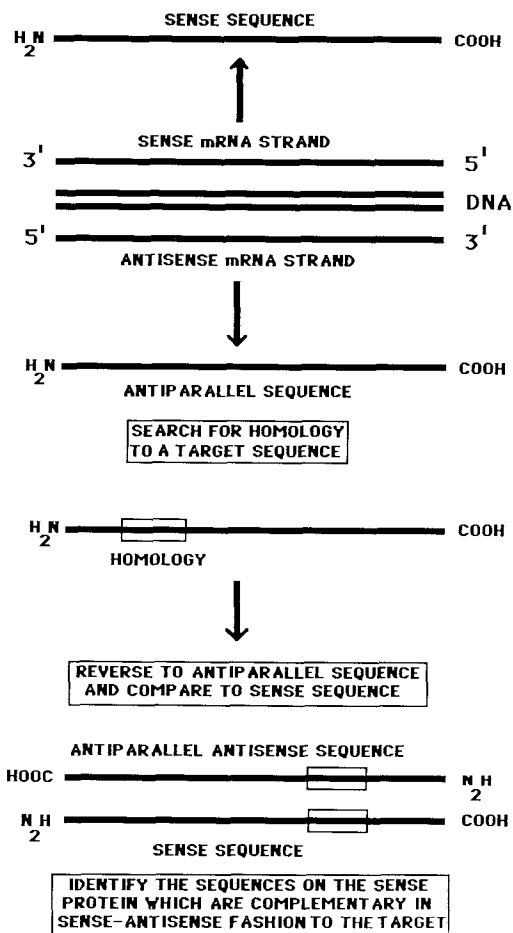 SENSE SEQUENCE
H2N COOH
SENSE mRNA STRAND
3' 5'
DNA
5' 3'
ANTISENSE mRNA STRAND
H2N COOH
ANTIPARALLEL SEQUENCE
SEARCH FOR HOMOLOGY
TO A TARGET SEQUENCE
H2N COOH
HOMOLOGY
REVERSE TO ANTIPARALLEL SEQUENCE
AND COMPARE TO SENSE SEQUENCE
ANTIPARALLEL ANTISENSE SEQUENCE
HOOC NH2
NH2 COOH
SENSE SEQUENCE
IDENTIFY THE SEQUENCES ON THE SENSE
PROTEIN WHICH ARE COMPLEMENTARY IN
SENSE-ANTISENSE FASHION TO THE TARGET